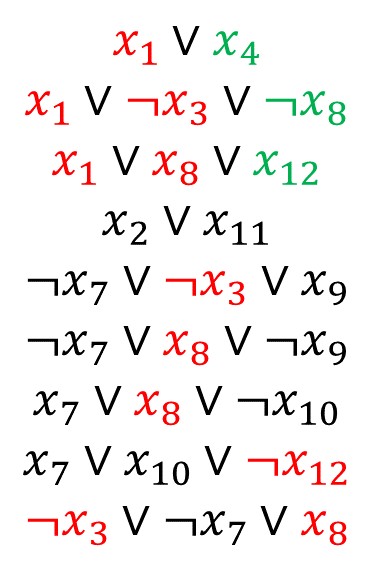 x₁ ∨ x₄
x₁ ∨ ¬x₃ ∨ ¬x₈
x₁ ∨ x₈ ∨ x₁₂
x₂ ∨ x₁₁
¬x₇ ∨ ¬x₃ ∨ x₉
¬x₇ ∨ x₈ ∨ ¬x₉
x₇ ∨ x₈ ∨ ¬x₁₀
x₇ ∨ x₁₀ ∨ ¬x₁₂
¬x₃ ∨ ¬x₇ ∨ x₈